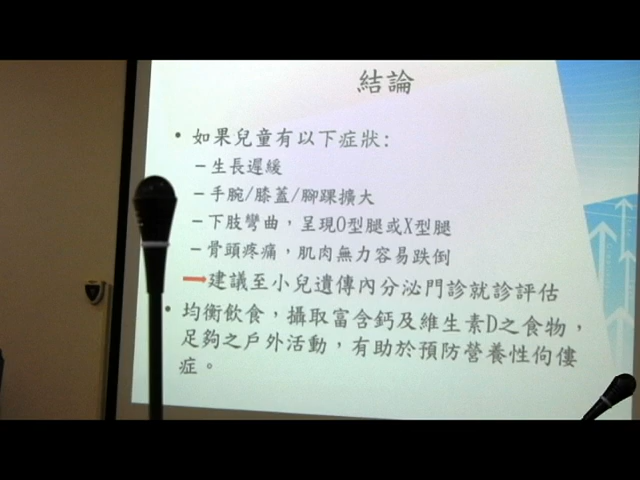 結論
• 如果兒童有以下症狀:
–生長遲緩
–手腕/膝蓋/腳踝擴大
–下肢彎曲，呈現O型腿或X型腿
–骨頭疼痛，肌肉無力容易跌倒
➡建議至小兒遺傳內分泌門診就診評估
• 均衡飲食，攝取富含鈣及維生素D之食物，
足夠之戶外活動，有助於預防營養性佝僂
症。